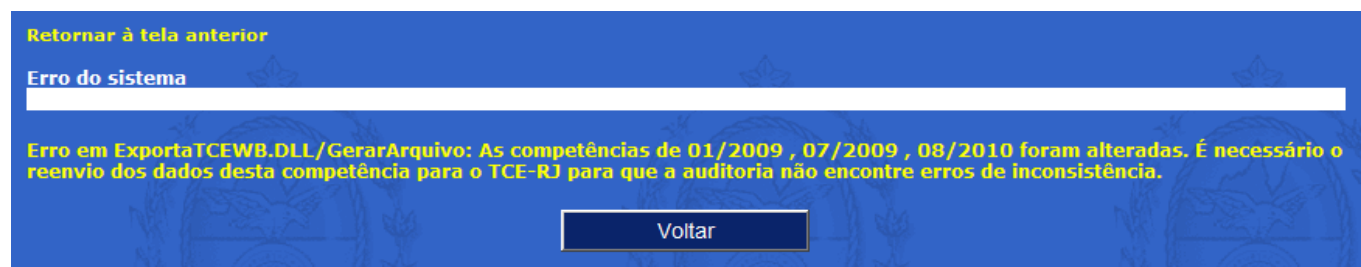 Retornar à tela anterior
Erro do sistema
Erro em ExportaTCEWB.DLL/GerarArquivo: As competências de 01/2009 , 07/2009 , 08/2010 foram alteradas. É necessário o
reenvio dos dados desta competência para o TCE-RJ para que a auditoria não encontre erros de inconsistência.
Voltar